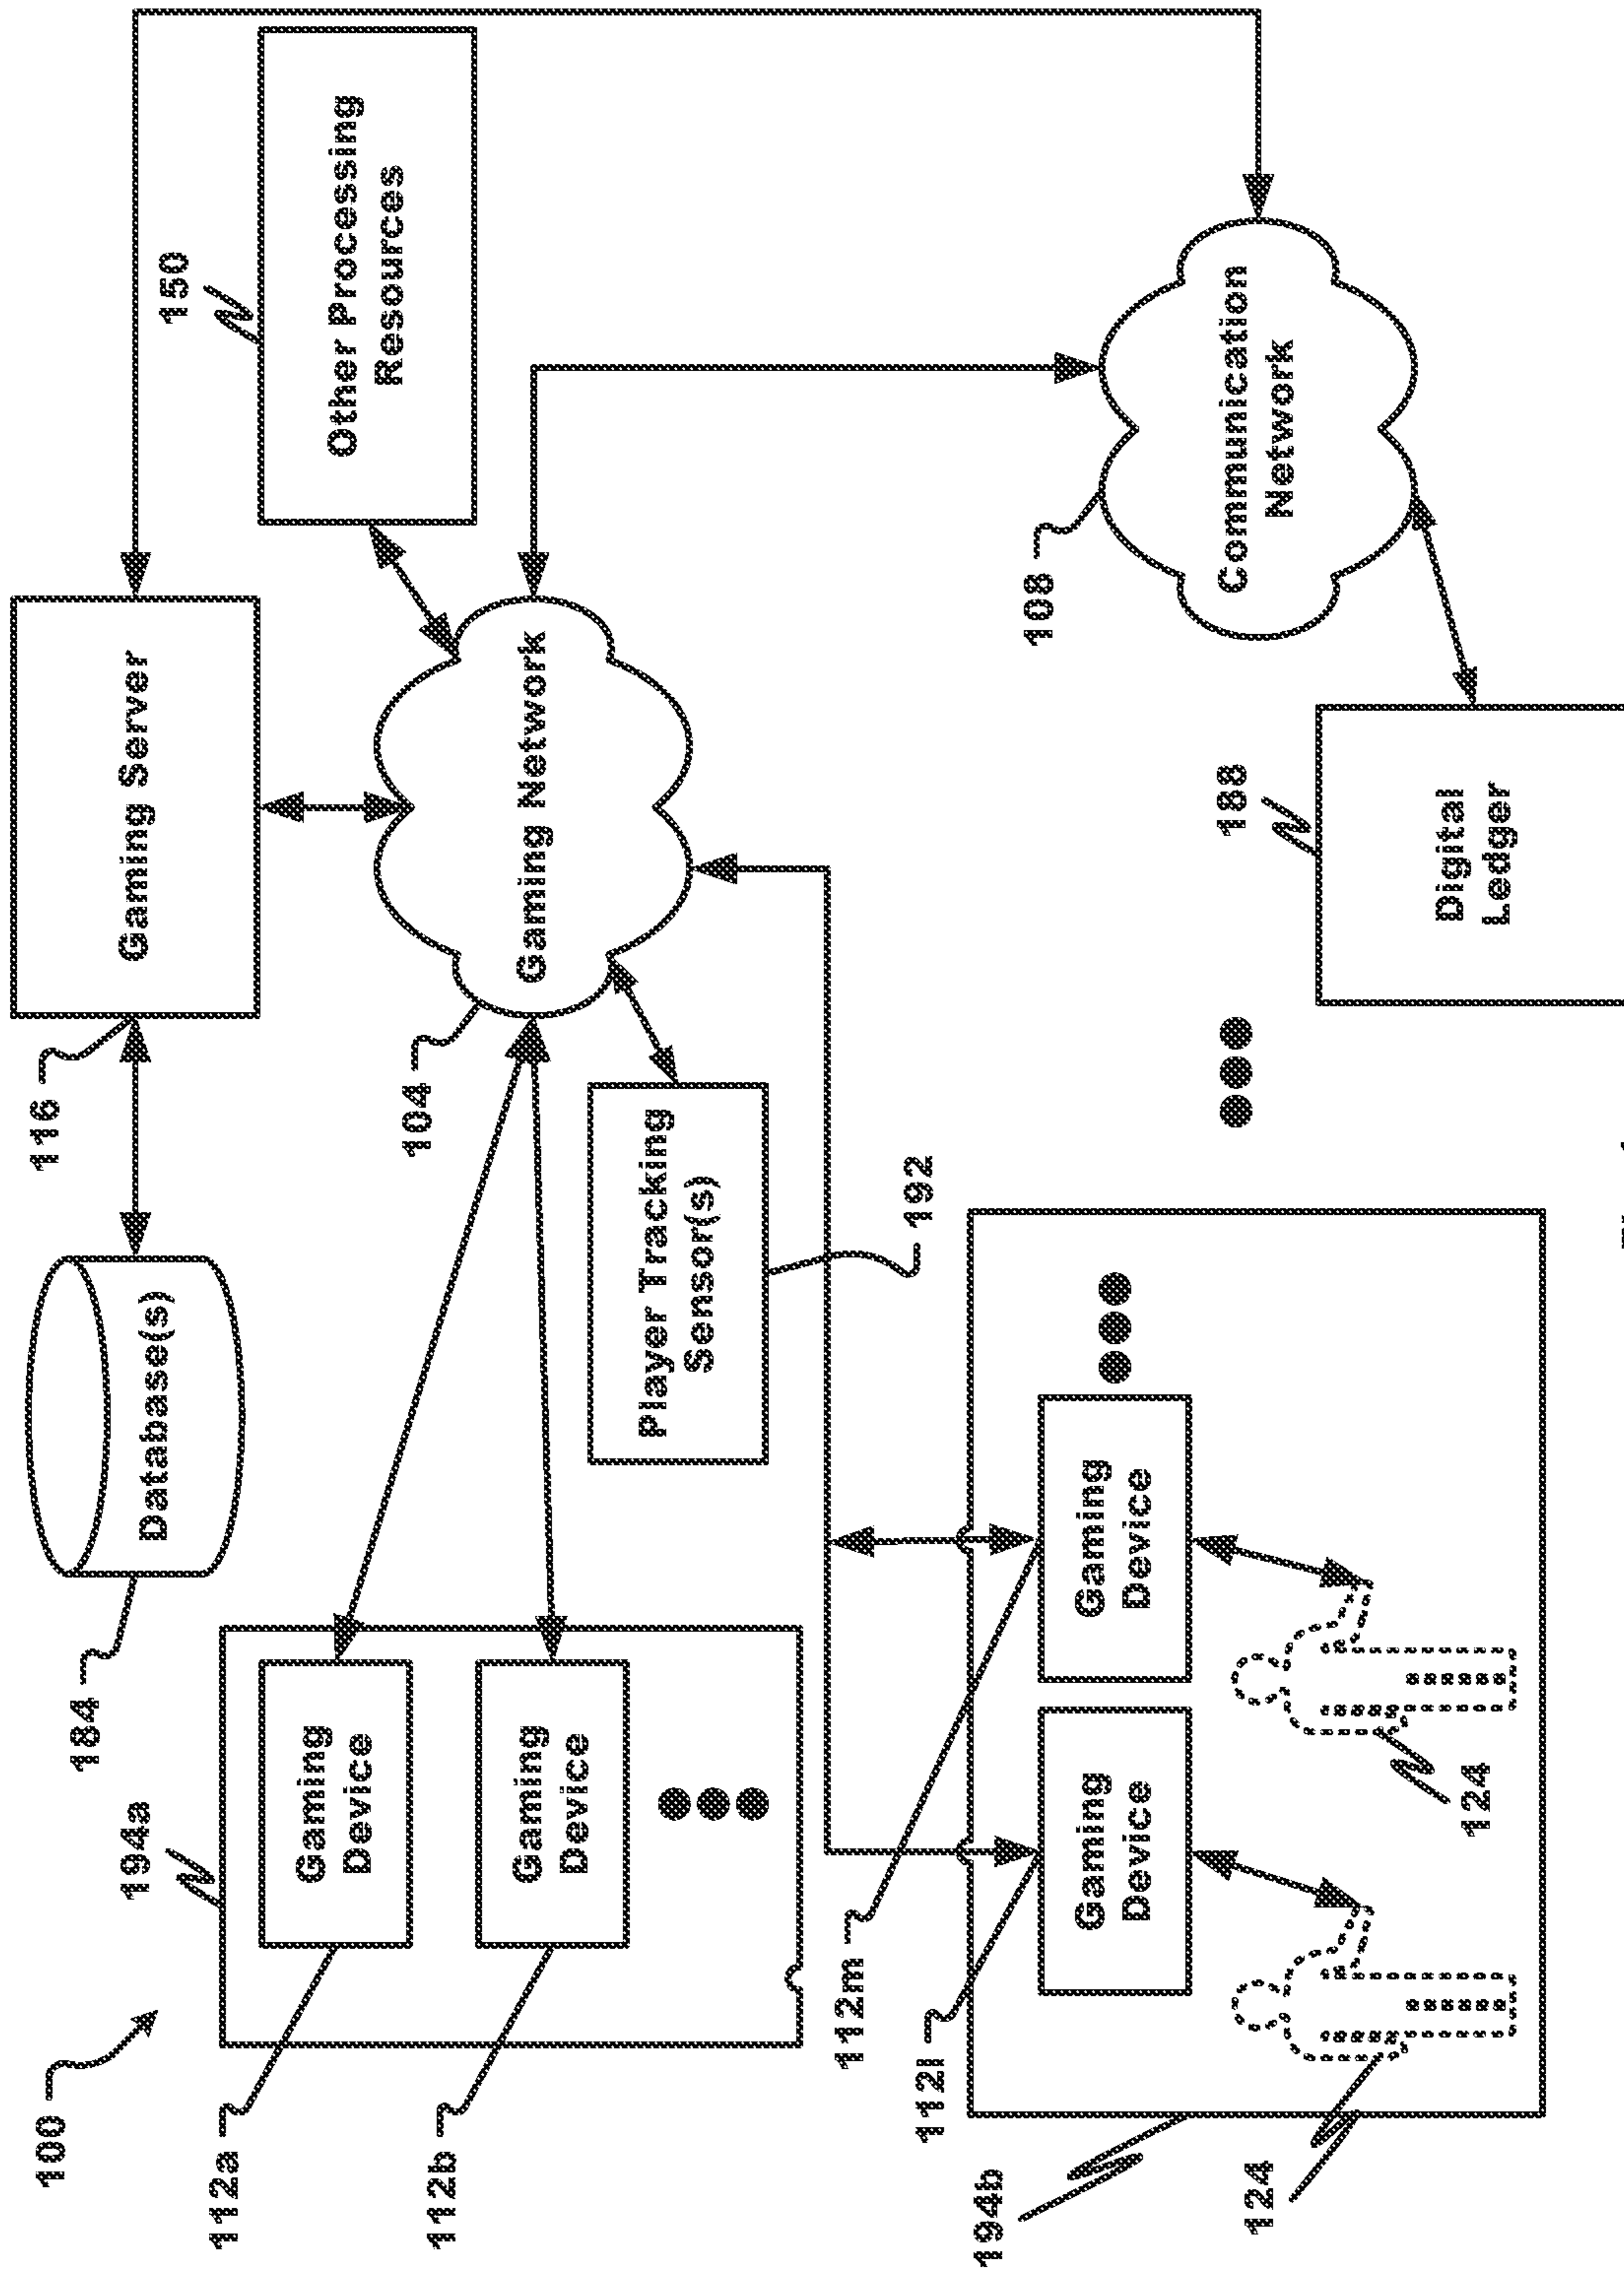 100
194a
184
116
112a
Gaming
Device
Database(s)
Gaming Server
150
112b
Gaming
Device
104
Gaming Network
Other Processing
Resources
Player Tracking
Sensor(s)
192
112m
112l
108
Communication
Network
194b
Gaming
Device
Gaming
Device
124
124
188
Digital
Ledger